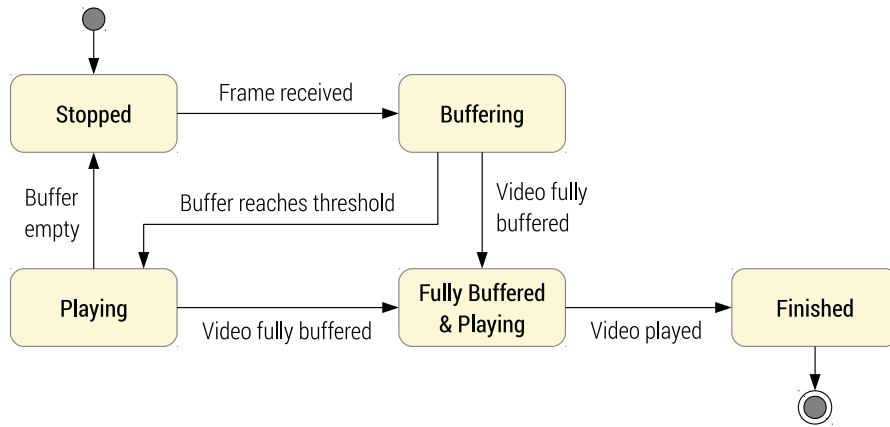 Frame received
Stopped
Buffering
Buffer
empty
Buffer reaches threshold
Video fully
buffered
Playing
Fully Buffered
& Playing
Finished
Video fully buffered
Video played